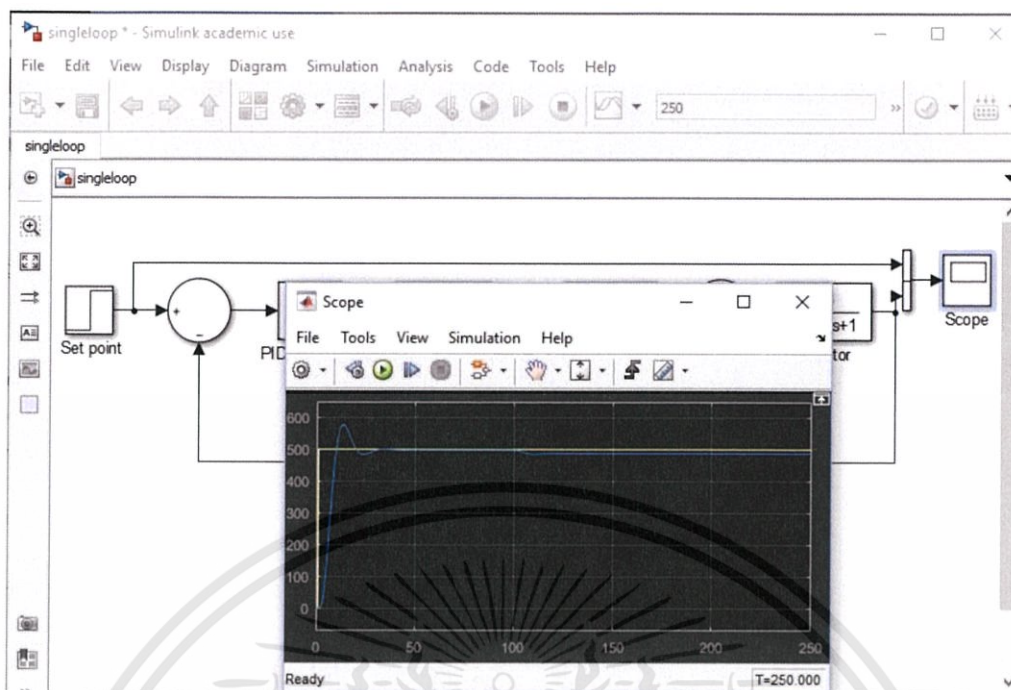 singleloop * - Simulink academic use
File Edit View Display Diagram Simulation Analysis Code Tools Help
250
singleloop
singleloop
Set point
+
−
PID
s+1
tor
Scope
Scope
File Tools View Simulation Help
600
500
400
300
200
100
0
0 50 100 150 200 250
Ready T=250.000